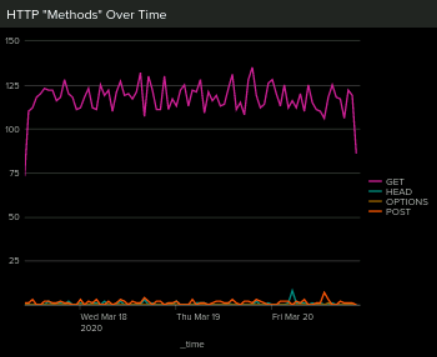 HTTP "Methods" Over Time
150
125
100
75
50
25
GET
HEAD
OPTIONS
POST
Wed Mar 18
2020
Thu Mar 19
Fri Mar 20
_time